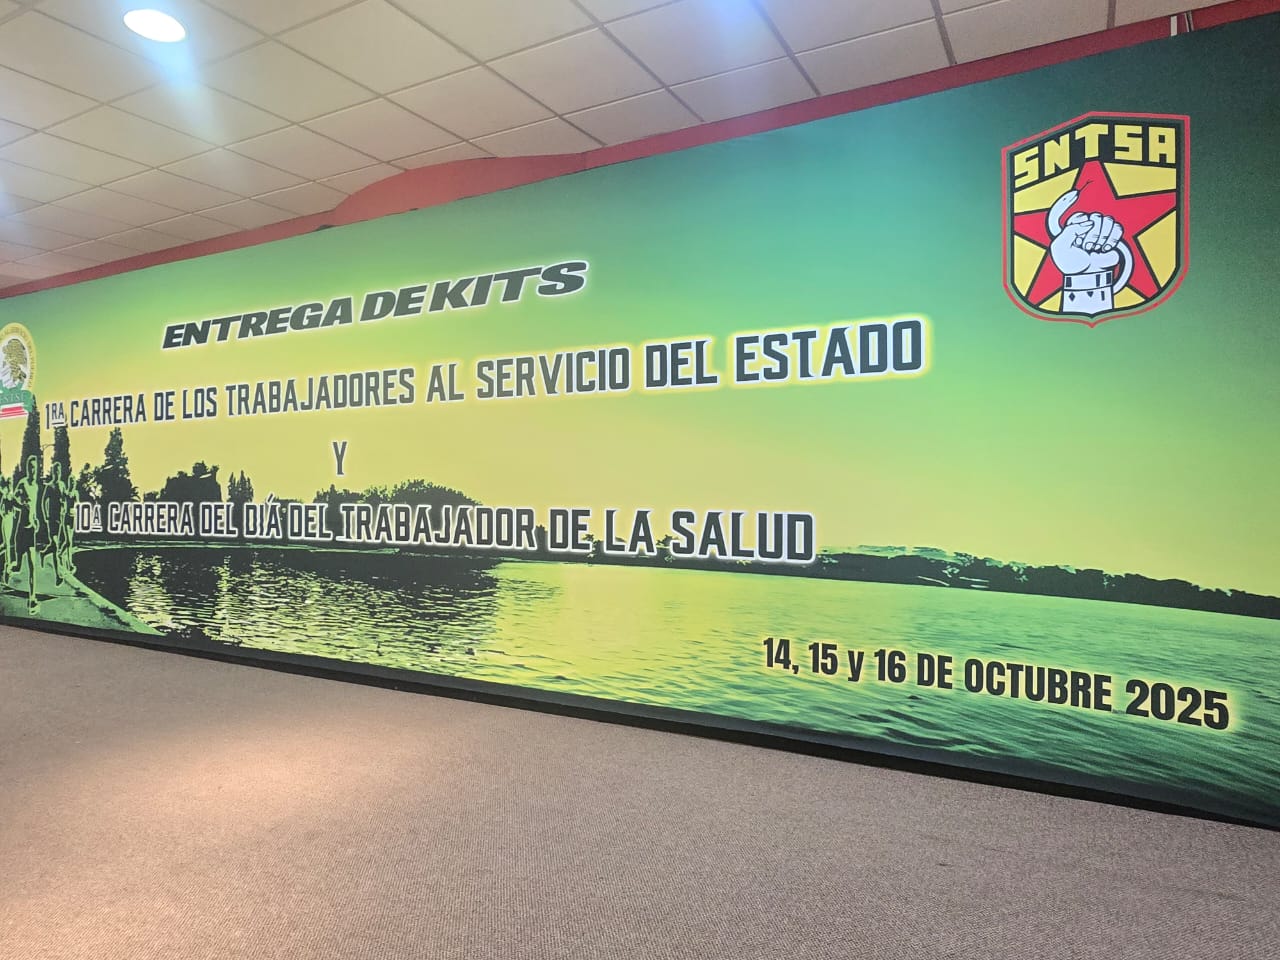 SNTSA
ENTREGA DE KITS
1RA CARRERA DE LOS TRABAJADORES AL SERVICIO DEL ESTADO
Y
10A CARRERA DEL DIÁ DEL TRABAJADOR DE LA SALUD
14, 15 y 16 DE OCTUBRE 2025